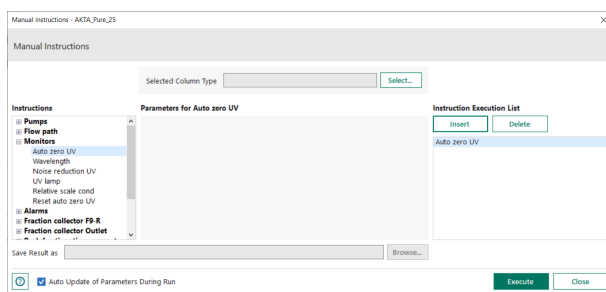 Manual instructions - AKTA_Pure_25
Manual Instructions
Selected Column Type
Select...
Instructions
Parameters for Auto zero UV
Instruction Execution List
Pumps
Flow path
Monitors
Auto zero UV
Wavelength
Noise reduction UV
UV lamp
Relative scale cond
Reset auto zero UV
Alarms
Fraction collector F9-R
Fraction collector Outlet
Insert
Delete
Auto zero UV
Save Result as
Browse...
Auto Update of Parameters During Run
Execute
Close